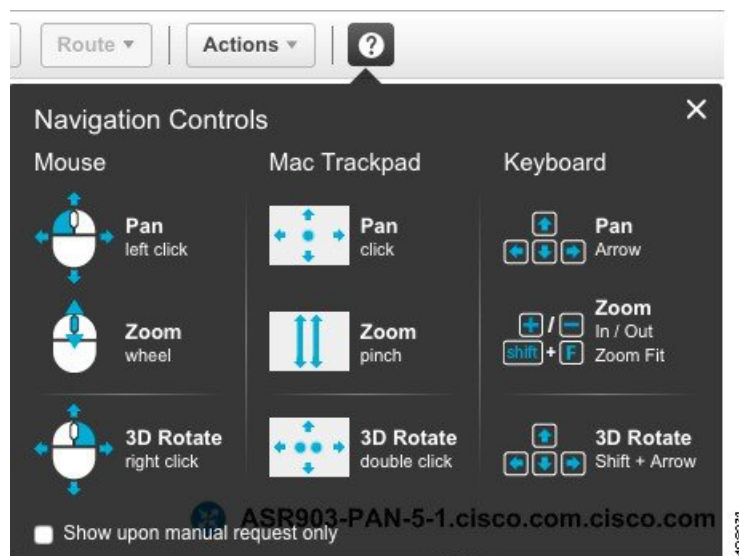 Route
Actions
?
Navigation Controls
Mouse
Mac Trackpad
Keyboard
Pan
left click
Pan
click
Pan
Arrow
Zoom
wheel
Zoom
pinch
+ / −
Zoom
In / Out
shift + F
Zoom Fit
3D Rotate
right click
3D Rotate
double click
3D Rotate
Shift + Arrow
ASR903-PAN-5-1.cisco.com.cisco.com
Show upon manual request only